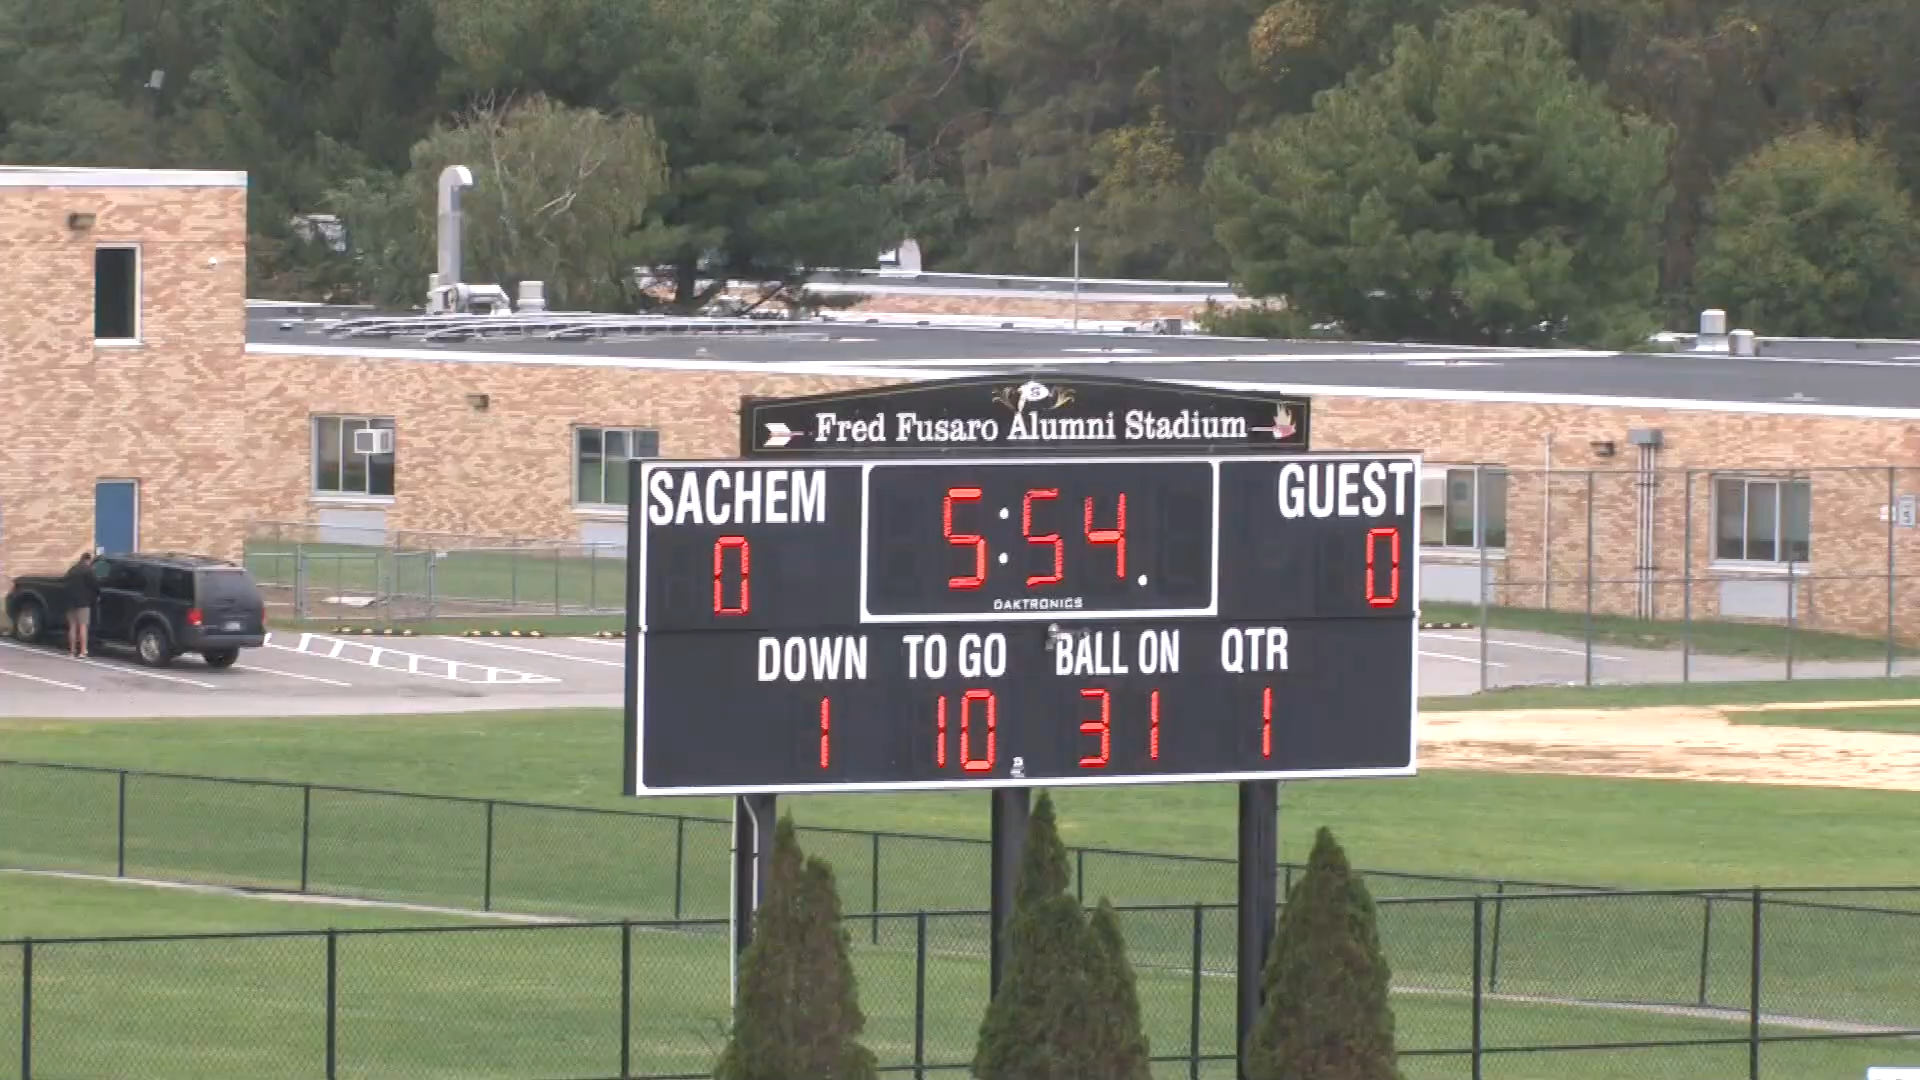 S
Fred Fusaro Alumni Stadium
SACHEM 5:54. GUEST
0 0
DAKTRONICS
DOWN TO GO BALL ON QTR
1 10 31 1